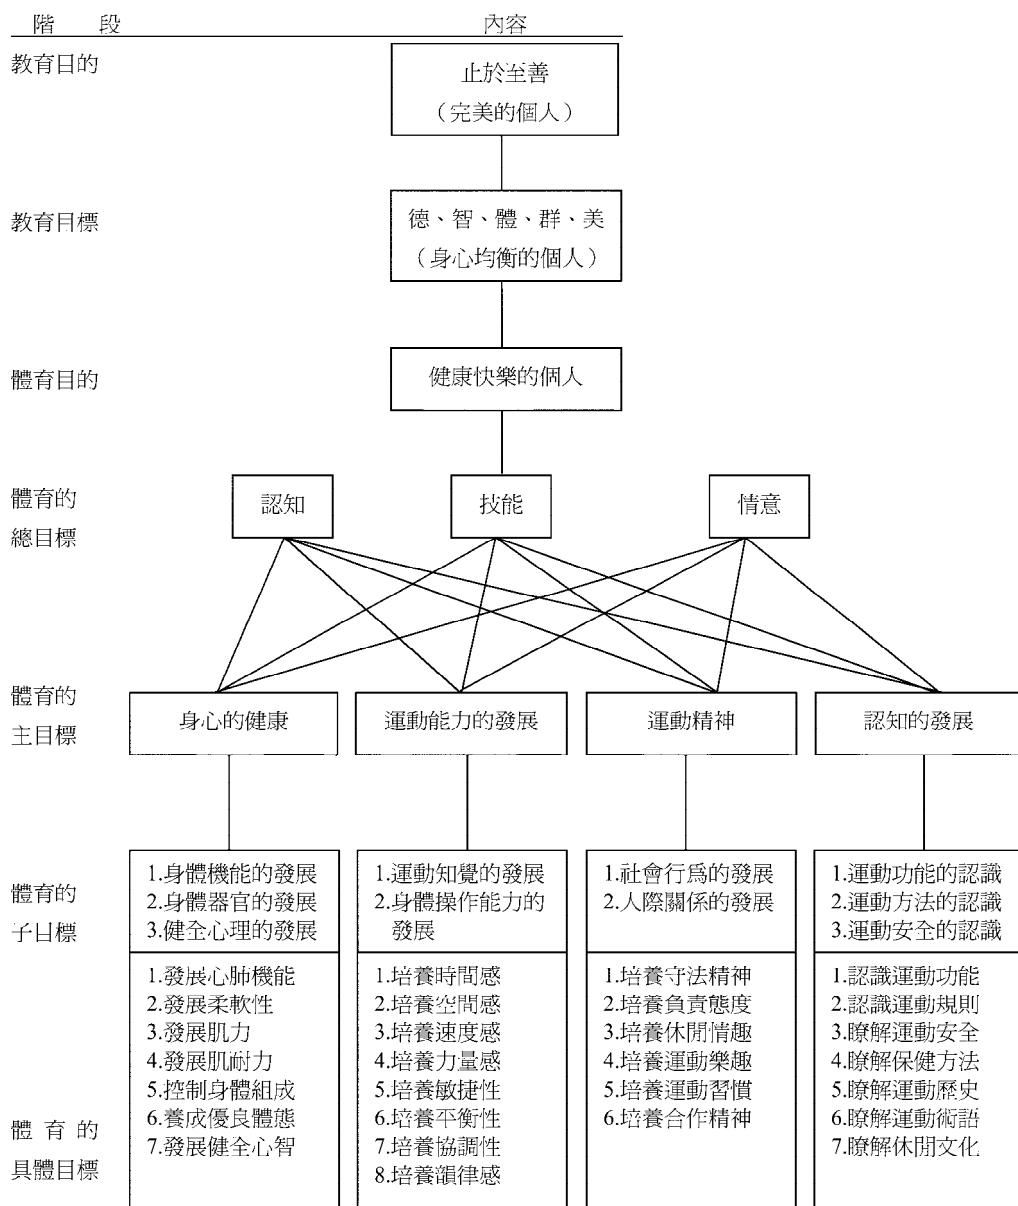 階　　段　　內容
教育目的
止於至善
（完美的個人）
教育目標
德、智、體、群、美
（身心均衡的個人）
體育目的
健康快樂的個人
體育的
總目標
認知
技能
情意
體育的
主目標
身心的健康
運動能力的發展
運動精神
認知的發展
體育的
子目標
1.身體機能的發展
2.身體器官的發展
3.健全心理的發展
1.運動知覺的發展
2.身體操作能力的
發展
1.社會行爲的發展
2.人際關係的發展
1.運動功能的認識
2.運動方法的認識
3.運動安全的認識
體育的
具體目標
1.發展心肺機能
2.發展柔軟性
3.發展肌力
4.發展肌耐力
5.控制身體組成
6.養成優良體態
7.發展健全心智
1.培養時間感
2.培養空間感
3.培養速度感
4.培養力量感
5.培養敏捷性
6.培養平衡性
7.培養協調性
8.培養韻律感
1.培養守法精神
2.培養負責態度
3.培養休閒情趣
4.培養運動樂趣
5.培養運動習慣
6.培養合作精神
1.認識運動功能
2.認識運動規則
3.瞭解運動安全
4.瞭解保健方法
5.瞭解運動歷史
6.瞭解運動術語
7.瞭解休閒文化